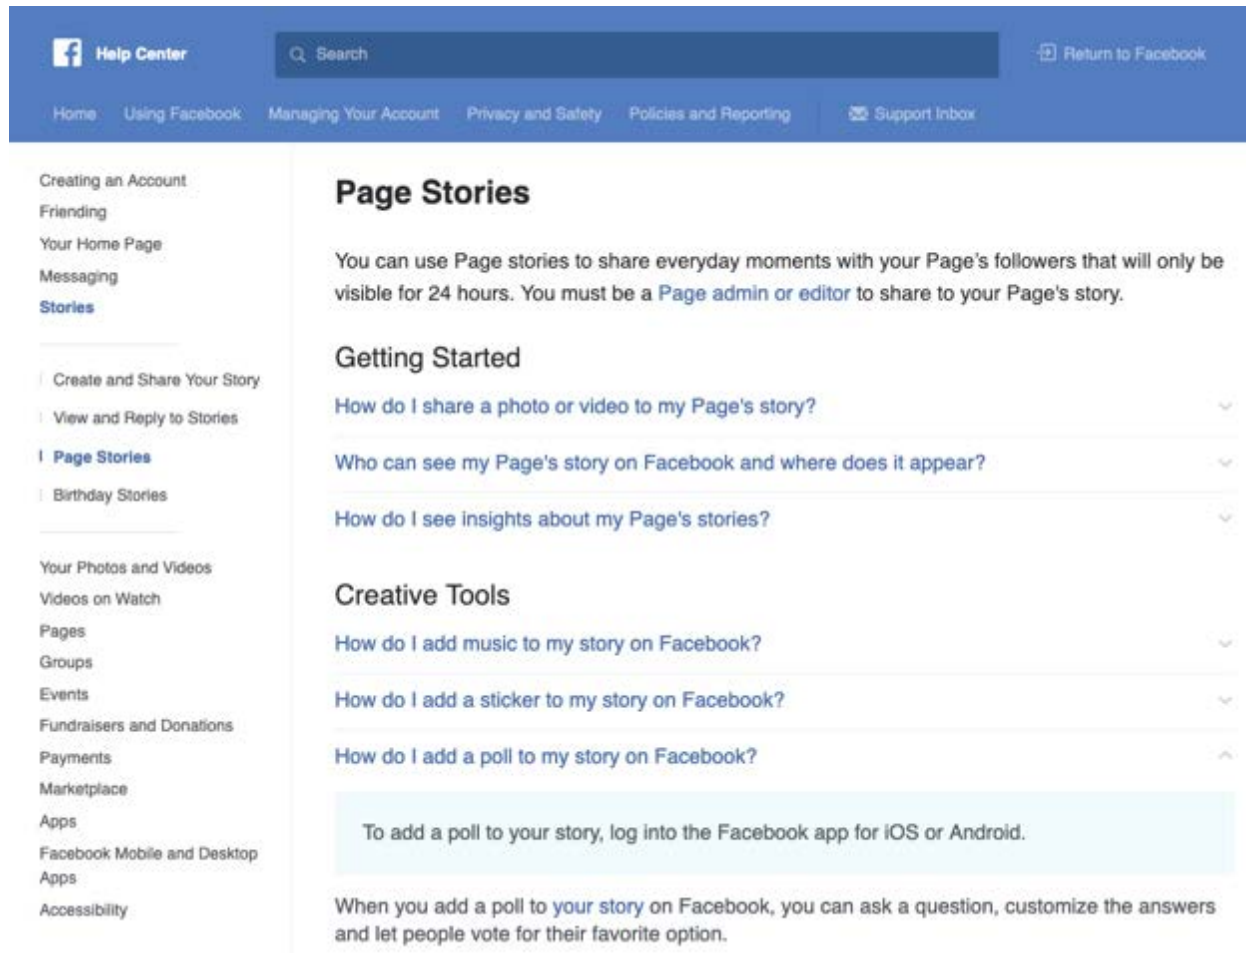 Help Center
Search
Return to Facebook
Home Using Facebook Managing Your Account Privacy and Safety Policies and Reporting Support Inbox
Creating an Account
Friending
Your Home Page
Messaging
Stories
Create and Share Your Story
View and Reply to Stories
Page Stories
Birthday Stories
Your Photos and Videos
Videos on Watch
Pages
Groups
Events
Fundraisers and Donations
Payments
Marketplace
Apps
Facebook Mobile and Desktop
Apps
Accessibility
Page Stories
You can use Page stories to share everyday moments with your Page's followers that will only be
visible for 24 hours. You must be a Page admin or editor to share to your Page's story.
Getting Started
How do I share a photo or video to my Page's story?
Who can see my Page's story on Facebook and where does it appear?
How do I see insights about my Page's stories?
Creative Tools
How do I add music to my story on Facebook?
How do I add a sticker to my story on Facebook?
How do I add a poll to my story on Facebook?
To add a poll to your story, log into the Facebook app for iOS or Android.
When you add a poll to your story on Facebook, you can ask a question, customize the answers
and let people vote for their favorite option.